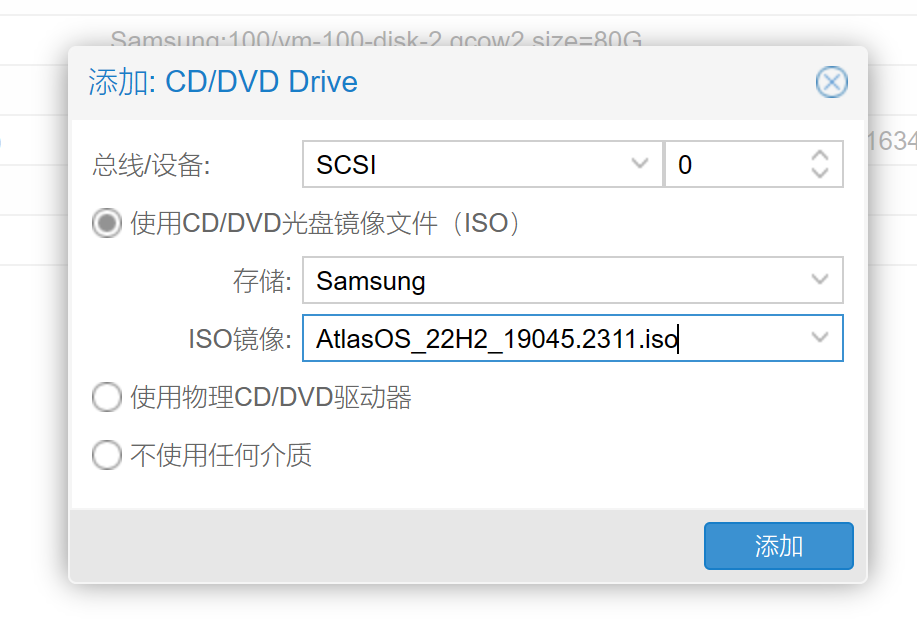 Samsung:100/vm-100-disk-2.qcow2,size=80G
添加: CD/DVD Drive
1634
总线/设备: SCSI 0
使用CD/DVD光盘镜像文件（ISO）
存储: Samsung
ISO镜像: AtlasOS_22H2_19045.2311.iso
使用物理CD/DVD驱动器
不使用任何介质
添加